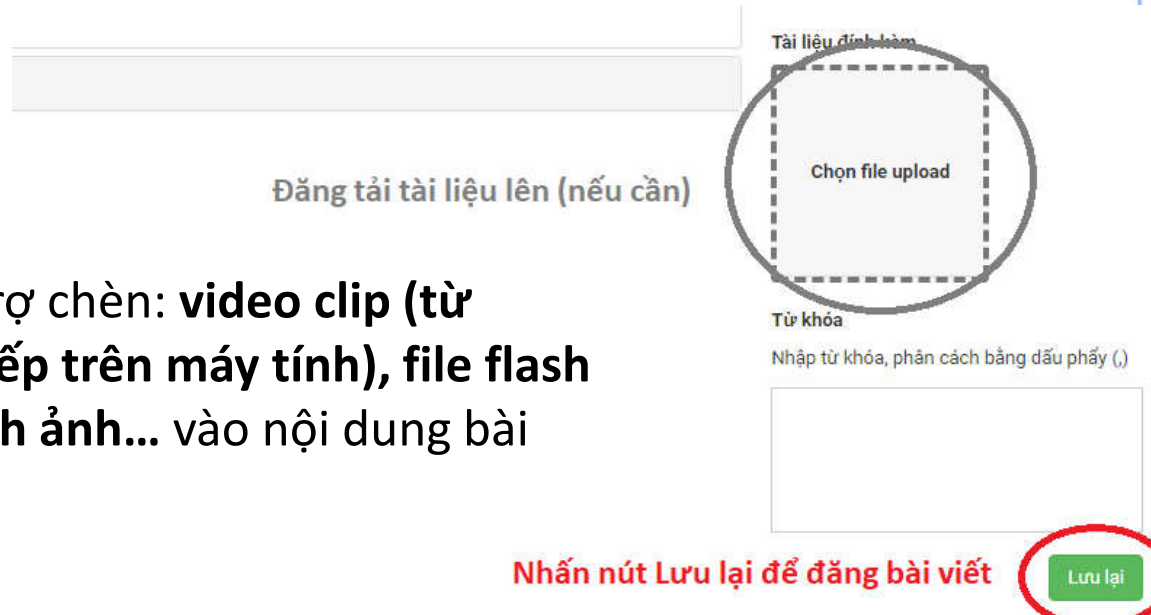 Tài liệu đính kèm
Chọn file upload
Đăng tải tài liệu lên (nếu cần)
rợ chèn: video clip (từ
ếp trên máy tính), file flash
h ảnh... vào nội dung bài
Từ khóa
Nhập từ khóa, phân cách bằng dấu phẩy (,)
Nhấn nút Lưu lại để đăng bài viết
Lưu lại